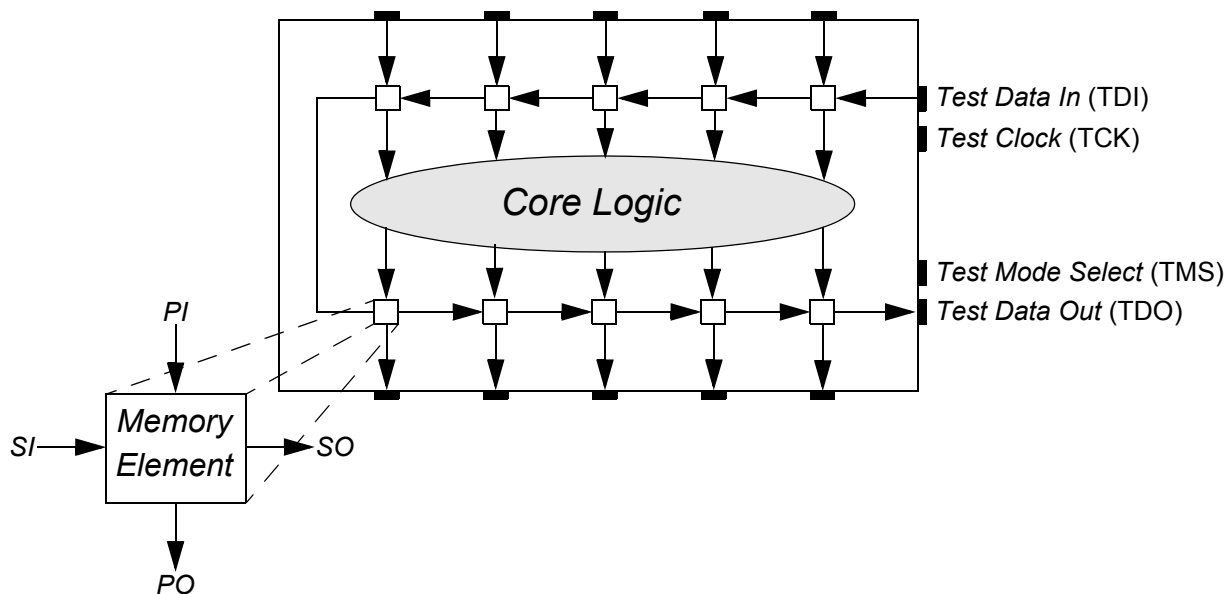 Test Data In (TDI)
Test Clock (TCK)
Core Logic
Test Mode Select (TMS)
Test Data Out (TDO)
PI
Memory
Element
SI
SO
PO